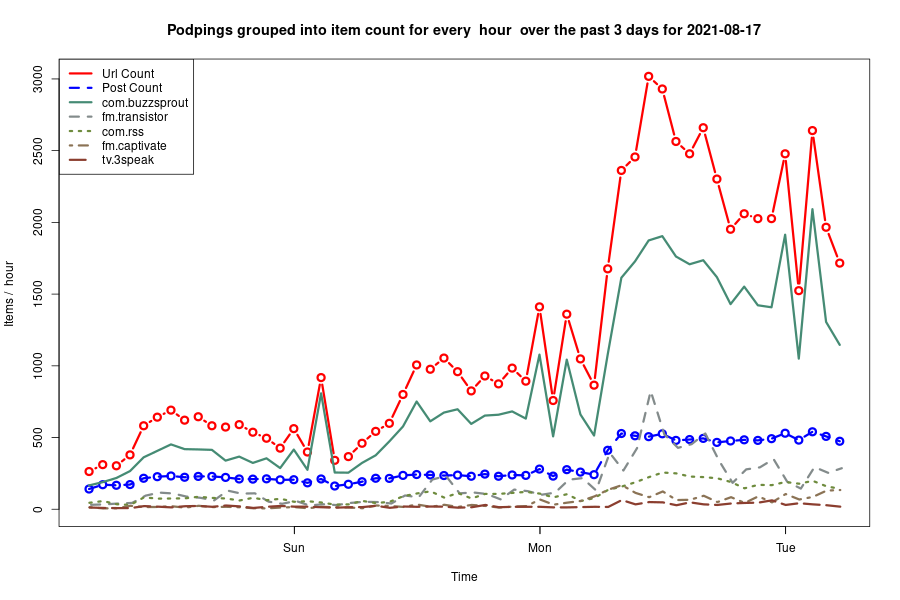 Podpings grouped into item count for every  hour  over the past 3 days for 2021-08-17
Url Count
Post Count
com.buzzsprout
fm.transistor
com.rss
fm.captivate
tv.3speak
Items /  hour
3000
2500
2000
1500
1000
500
0
Sun
Mon
Tue
Time